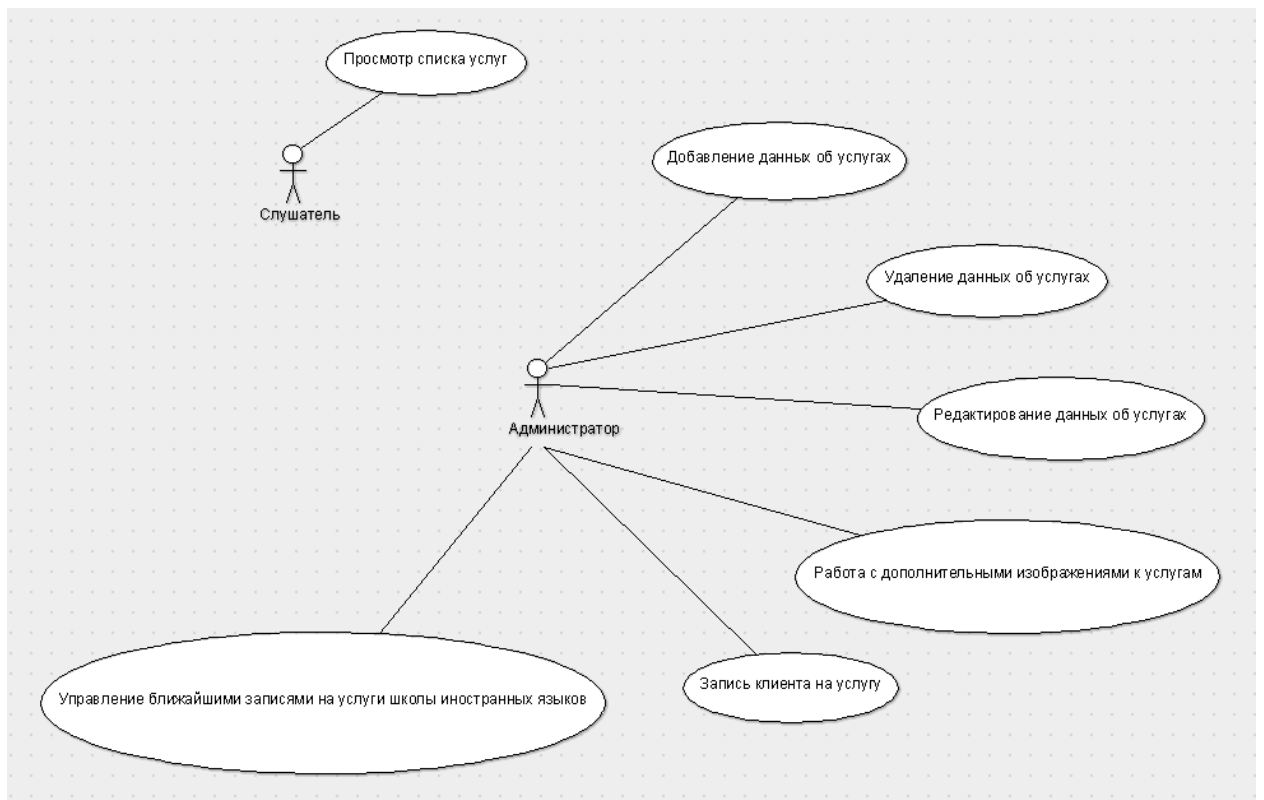 Просмотр списка услуг
Слушатель
Добавление данных об услугах
Удаление данных об услугах
Администратор
Редактирование данных об услугах
Работа с дополнительными изображениями к услугам
Запись клиента на услугу
Управление ближайшими записями на услуги школы иностранных языков